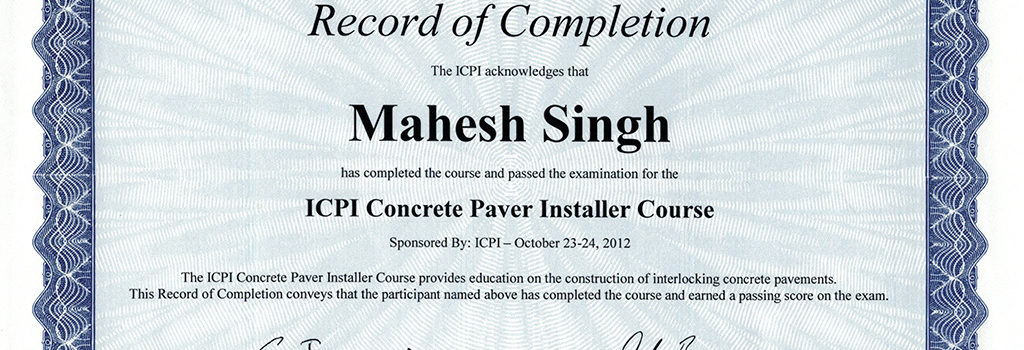 Record of Completion
The ICPI acknowledges that
Mahesh Singh
has completed the course and passed the examination for the
ICPI Concrete Paver Installer Course
Sponsored By: ICPI – October 23-24, 2012
The ICPI Concrete Paver Installer Course provides education on the construction of interlocking concrete pavements.
This Record of Completion conveys that the participant named above has completed the course and earned a passing score on the exam.